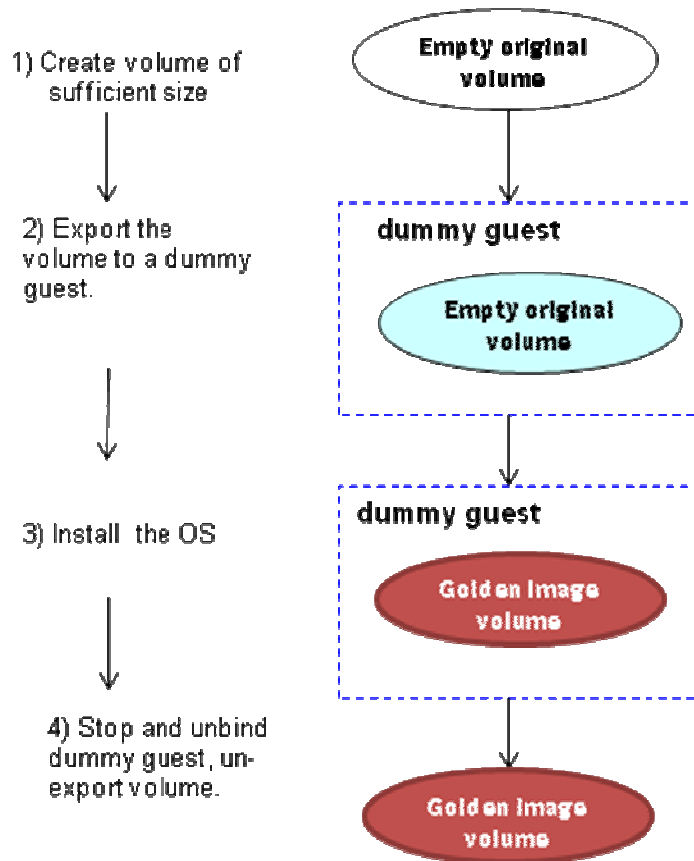 1) Create volume of
sufficient size
Empty original
volume
2) Export the
volume to a dummy
guest.
dummy guest
Empty original
volume
3) Install the OS
dummy guest
Golden Image
volume
4) Stop and unbind
dummy guest, un-
export volume.
Golden Image
volume